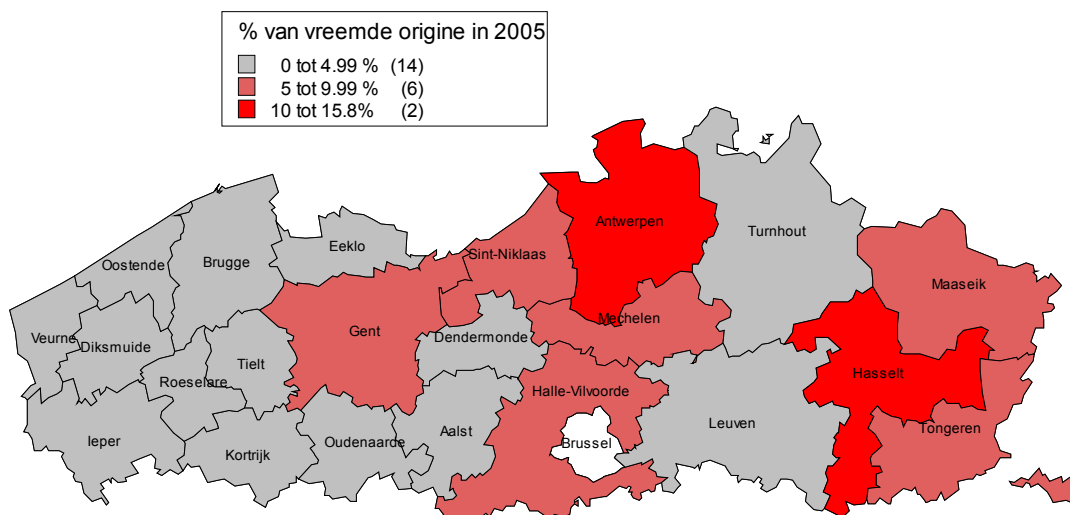 % van vreemde origine in 2005
0 tot 4.99 % (14)
5 tot 9.99 % (6)
10 tot 15.8% (2)
Antwerpen
Turnhout
Eeklo
Sint-Niklaas
Oostende
Brugge
Maaseik
Veurne
Diksmuide
Gent
Mechelen
Dendermonde
Tielt
Roeselare
Hasselt
Halle-Vilvoorde
Ieper
Kortrijk
Oudenaarde
Aalst
Brussel
Leuven
Tongeren